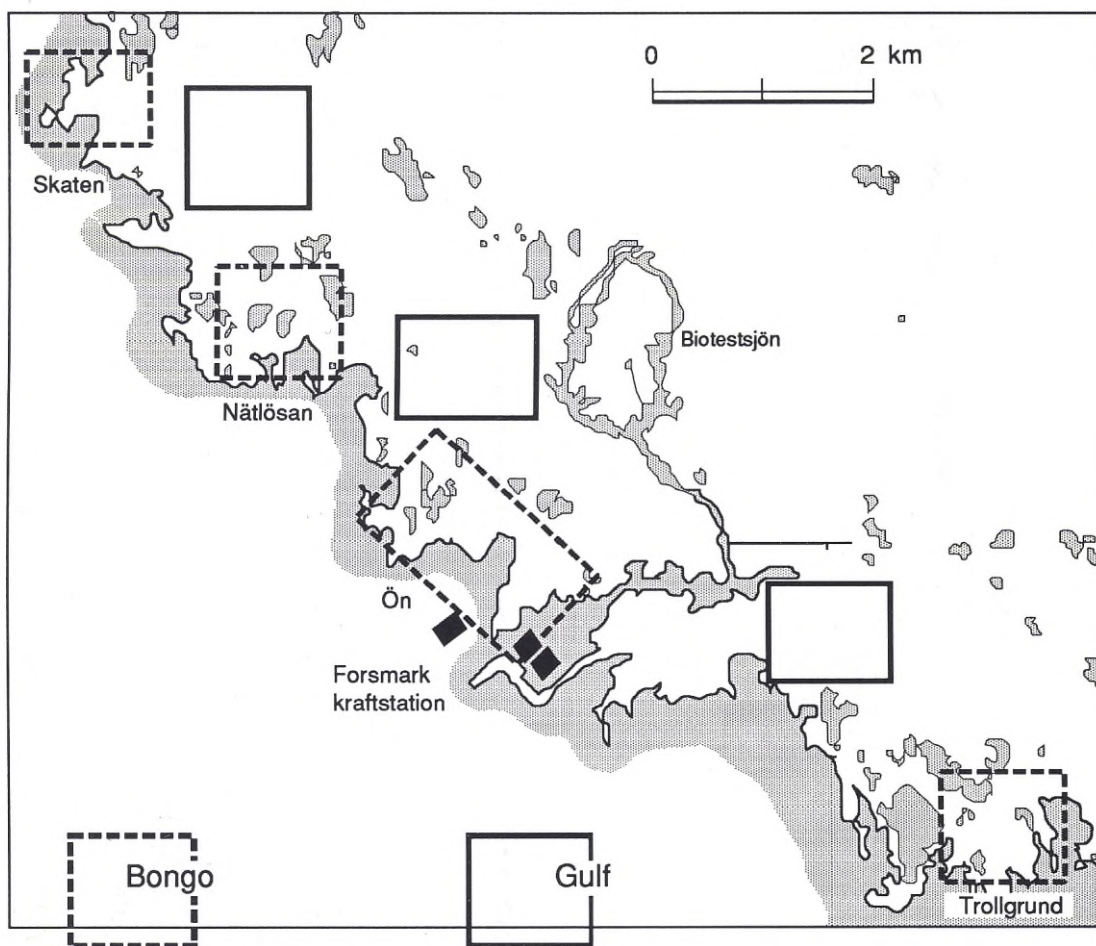 0 2 km
Skaten
Biotestsjön
Nätlösan
Ön
Forsmark
kraftstation
Bongo Gulf
Trollgrund